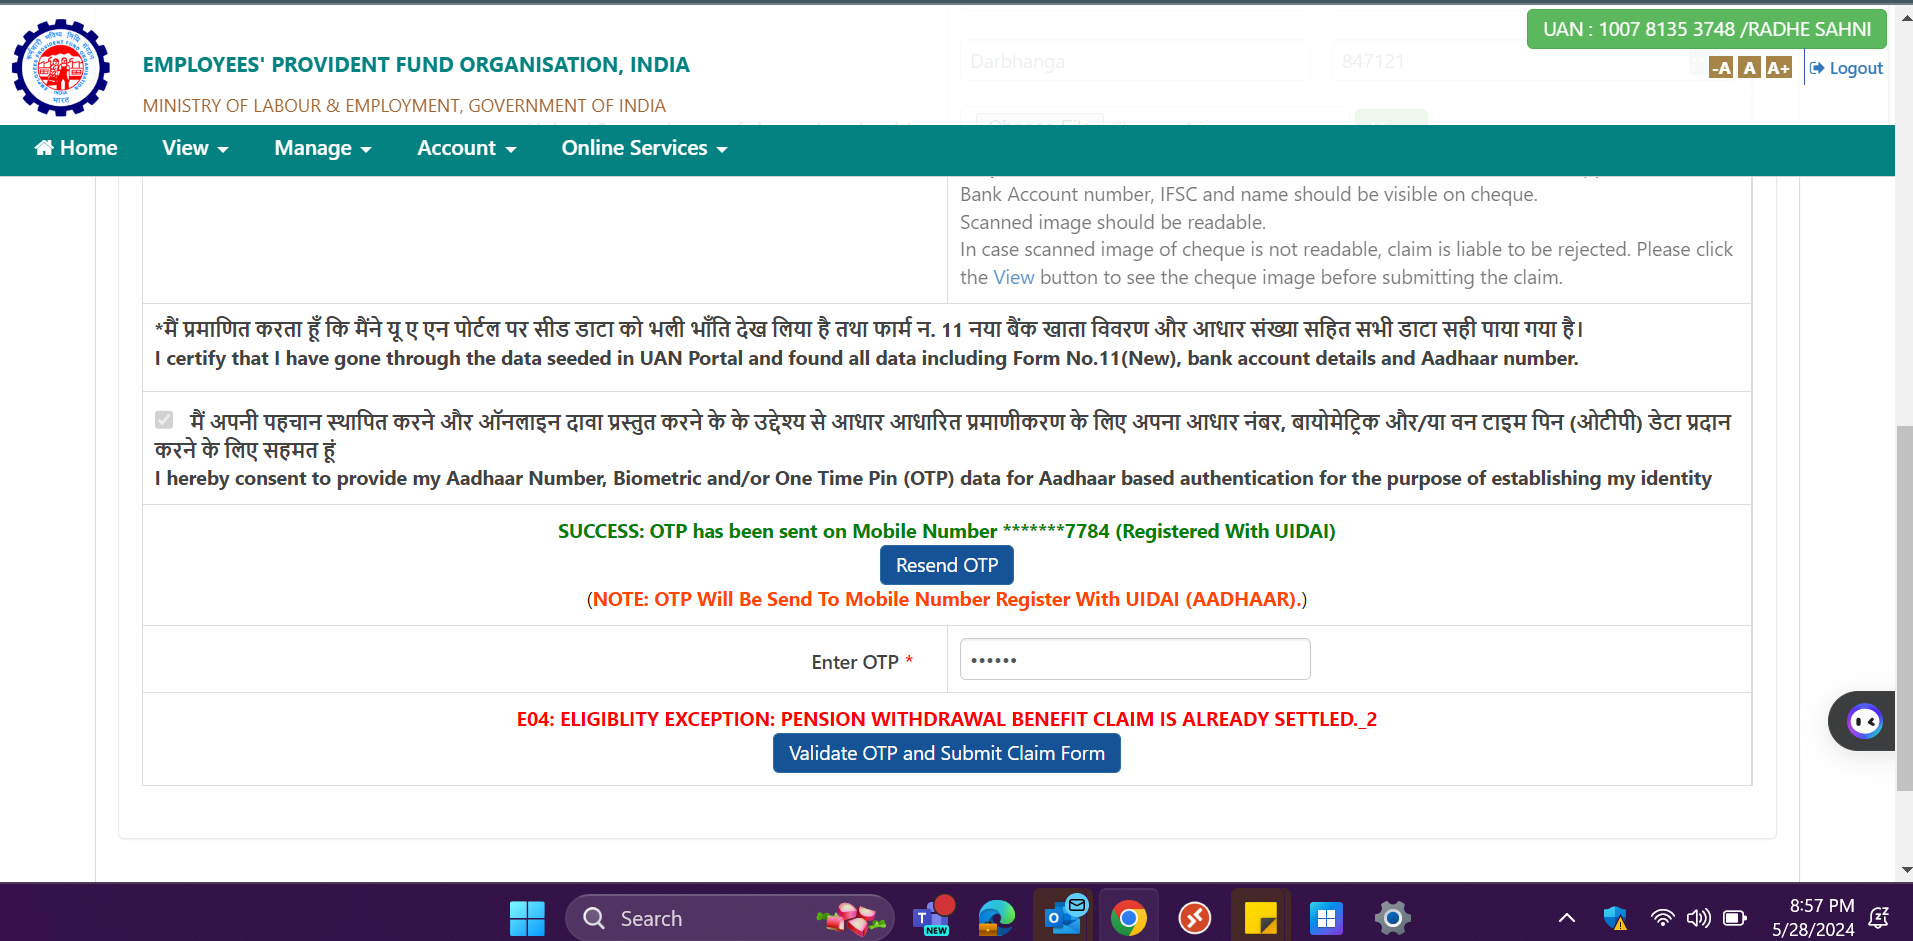 UAN : 1007 8135 3748 /RADHE SAHNI
EMPLOYEES' PROVIDENT FUND ORGANISATION, INDIA
Darbhanga
847121
-A A A+ Logout
MINISTRY OF LABOUR & EMPLOYMENT, GOVERNMENT OF INDIA
Home View Manage Account Online Services
Bank Account number, IFSC and name should be visible on cheque.
Scanned image should be readable.
In case scanned image of cheque is not readable, claim is liable to be rejected. Please click
the View button to see the cheque image before submitting the claim.
*मैं प्रमाणित करता हूँ कि मैंने यू ए एन पोर्टल पर सीड डाटा को भली भाँति देख लिया है तथा फार्म न. 11 नया बैंक खाता विवरण और आधार संख्या सहित सभी डाटा सही पाया गया है।
I certify that I have gone through the data seeded in UAN Portal and found all data including Form No.11(New), bank account details and Aadhaar number.
मैं अपनी पहचान स्थापित करने और ऑनलाइन दावा प्रस्तुत करने के के उद्देश्य से आधार आधारित प्रमाणीकरण के लिए अपना आधार नंबर, बायोमेट्रिक और/या वन टाइम पिन (ओटीपी) डेटा प्रदान
करने के लिए सहमत हूं
I hereby consent to provide my Aadhaar Number, Biometric and/or One Time Pin (OTP) data for Aadhaar based authentication for the purpose of establishing my identity
SUCCESS: OTP has been sent on Mobile Number *******7784 (Registered With UIDAI)
Resend OTP
(NOTE: OTP Will Be Send To Mobile Number Register With UIDAI (AADHAAR).)
Enter OTP *
••••••
E04: ELIGIBLITY EXCEPTION: PENSION WITHDRAWAL BENEFIT CLAIM IS ALREADY SETTLED._2
Validate OTP and Submit Claim Form
Search
NEW
8:57 PM
5/28/2024